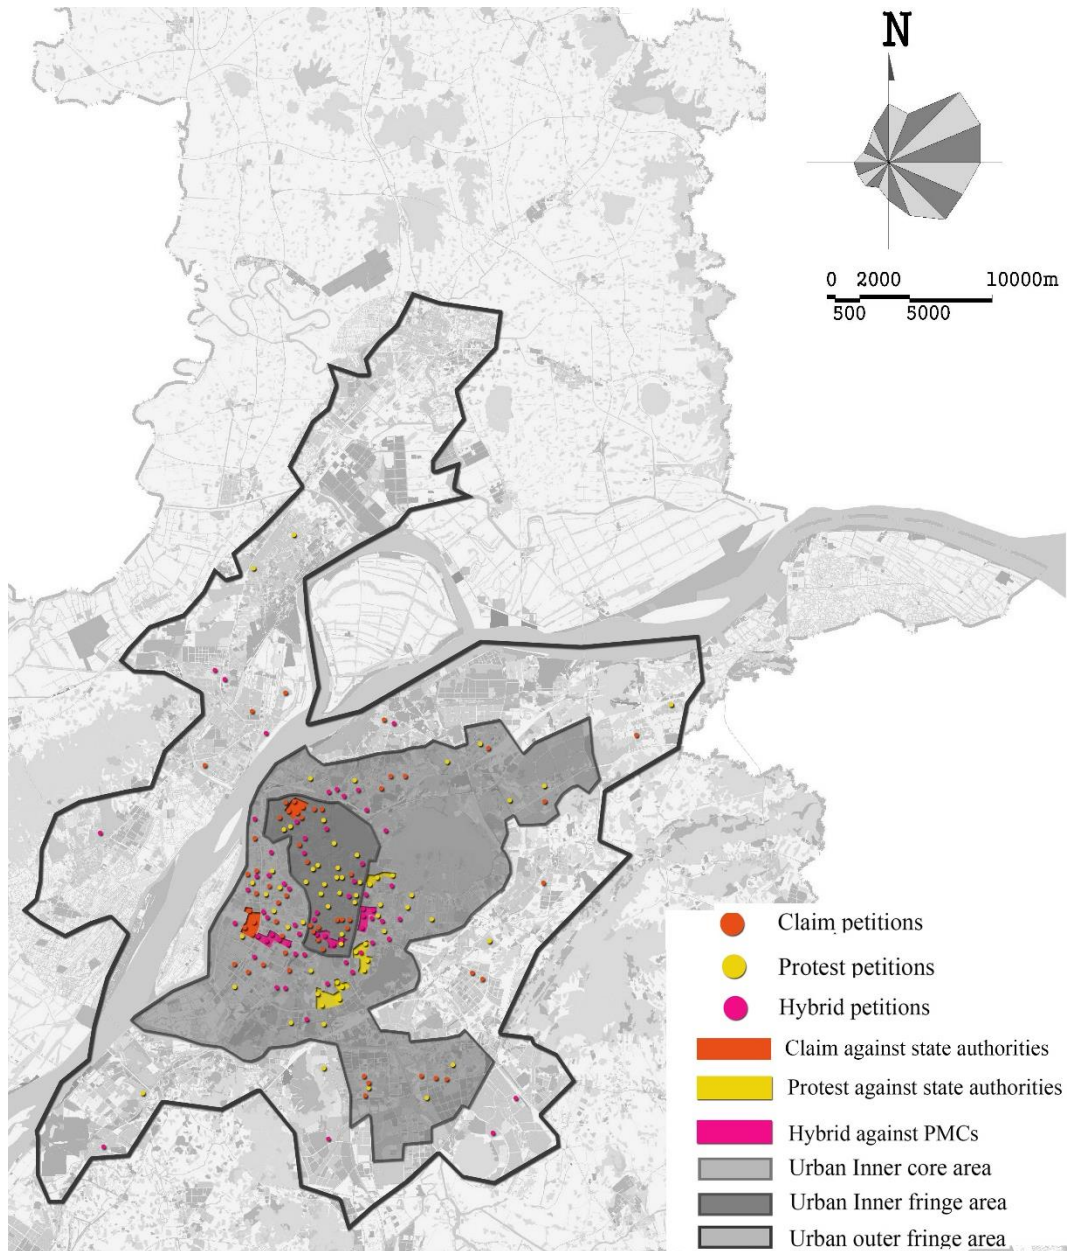 N
0 2000 10000m
500 5000
Claim petitions
Protest petitions
Hybrid petitions
Claim against state authorities
Protest against state authorities
Hybrid against PMCs
Urban Inner core area
Urban Inner fringe area
Urban outer fringe area